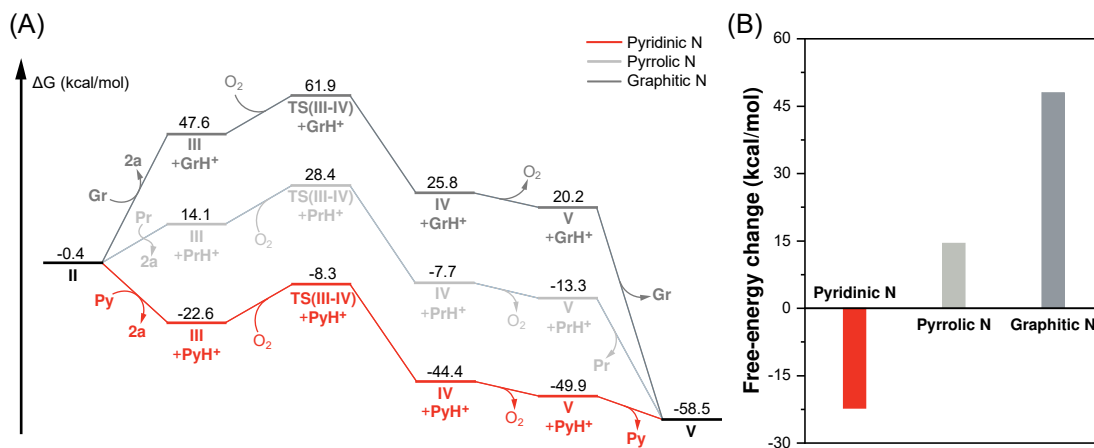 (A)
ΔG (kcal/mol)
Pyridinic N
Pyrrolic N
Graphitic N
61.9
TS(III-IV)
+GrH⁺
O₂
47.6
III
+GrH⁺
2a
Gr
28.4
TS(III-IV)
+PrH⁺
O₂
14.1
III
+PrH⁺
Pr
2a
-0.4
II
Py
2a
-22.6
III
+PyH⁺
O₂
-8.3
TS(III-IV)
+PyH⁺
25.8
IV
+GrH⁺
O₂
20.2
V
+GrH⁺
Gr
-7.7
IV
+PrH⁺
O₂
-13.3
V
+PrH⁺
Pr
-44.4
IV
+PyH⁺
O₂
-49.9
V
+PyH⁺
Py
-58.5
V
(B)
Free-energy change (kcal/mol)
60
45
30
15
0
-15
-30
Pyridinic N
Pyrrolic N
Graphitic N